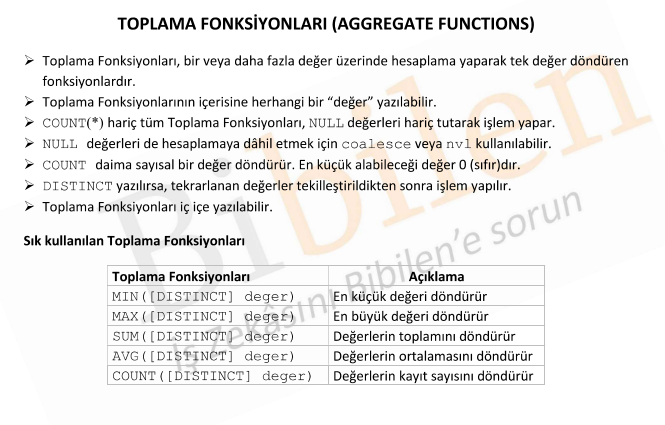 TOPLAMA FONKSİYONLARI (AGGREGATE FUNCTIONS)
➢ Toplama Fonksiyonları, bir veya daha fazla değer üzerinde hesaplama yaparak tek değer döndüren
fonksiyonlardır.
➢ Toplama Fonksiyonlarının içerisine herhangi bir “değer” yazılabilir.
➢ COUNT(*) hariç tüm Toplama Fonksiyonları, NULL değerleri hariç tutarak işlem yapar.
➢ NULL değerleri de hesaplamaya dâhil etmek için coalesce veya nvl kullanılabilir.
➢ COUNT daima sayısal bir değer döndürür. En küçük alabileceği değer 0 (sıfır)dır.
➢ DISTINCT yazılırsa, tekrarlanan değerler tekilleştirildikten sonra işlem yapılır.
➢ Toplama Fonksiyonları iç içe yazılabilir.
Sık kullanılan Toplama Fonksiyonları
Toplama Fonksiyonları Açıklama
MIN([DISTINCT] deger) En küçük değeri döndürür
MAX([DISTINCT] deger) En büyük değeri döndürür
SUM([DISTINCT] deger) Değerlerin toplamını döndürür
AVG([DISTINCT] deger) Değerlerin ortalamasını döndürür
COUNT([DISTINCT] deger) Değerlerin kayıt sayısını döndürür
Bibilen
İş Zekâsını Bibilen’e sorun